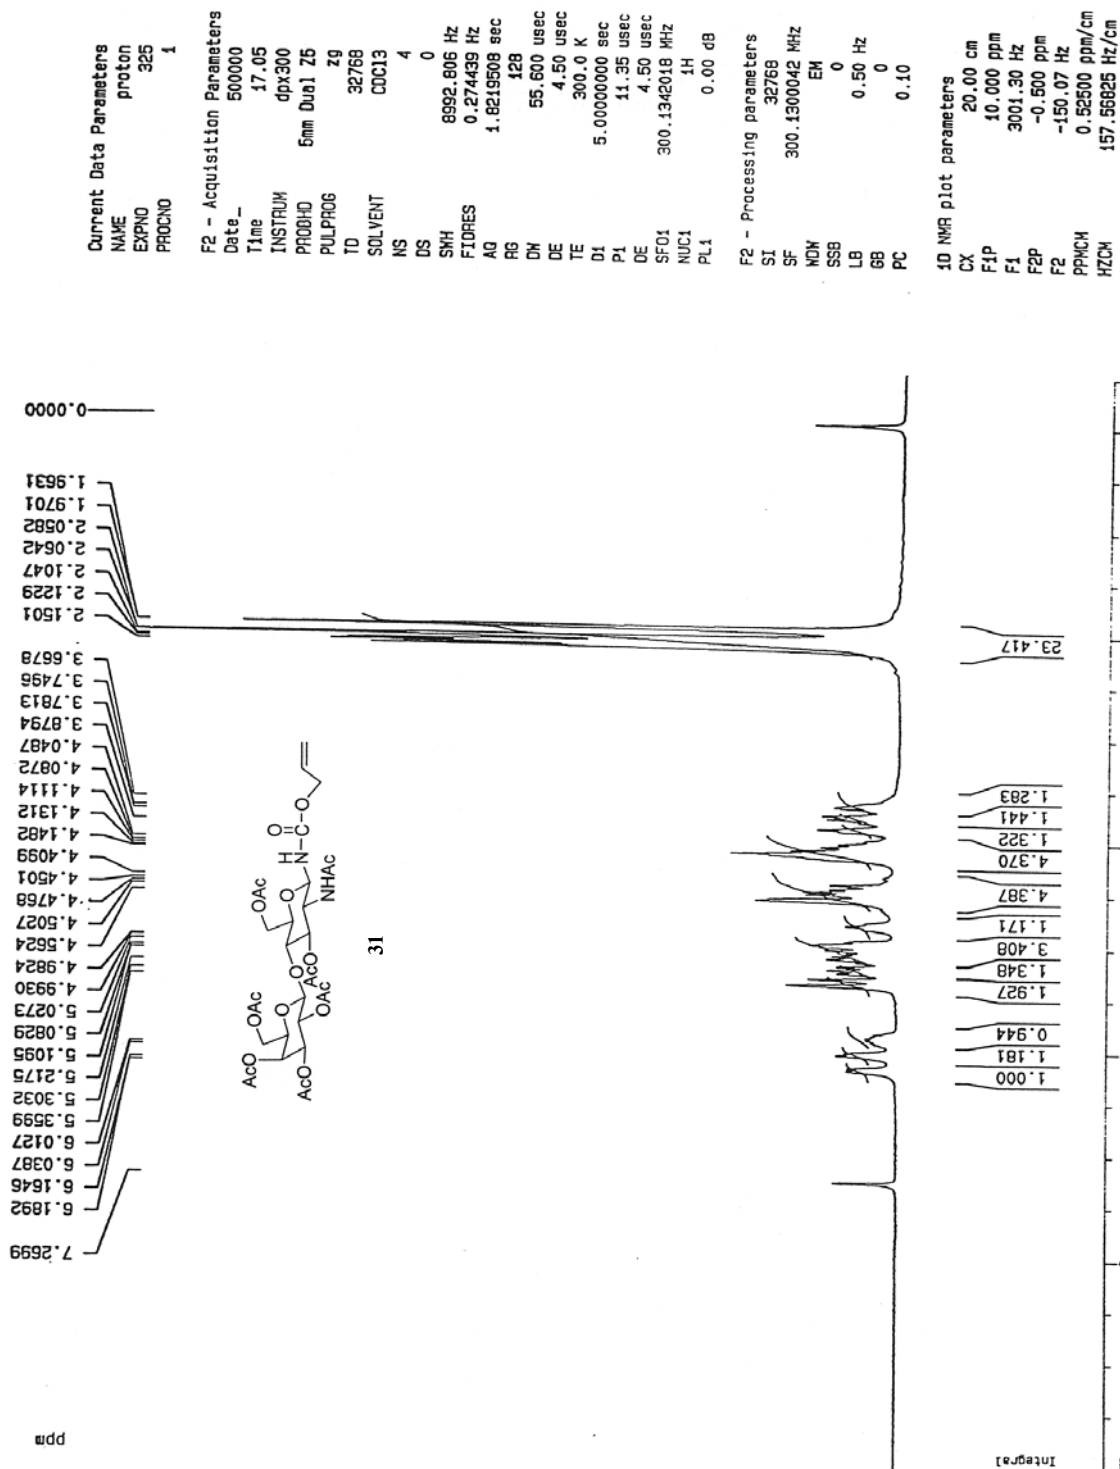 Current Data Parameters
NAME proton
EXPNO 325
PROCNO 1
F2 - Acquisition Parameters
Date_ 500000
Time 17.05
INSTRUM dpx300
PROBHD 5mm Dual Z5
PULPROG zg
TD 32768
SOLVENT CDCl3
NS 4
DS 0
SWH 8992.806 Hz
FIDRES 0.274439 Hz
AQ 1.8219508 sec
RG 128
DW 55.600 usec
DE 4.50 usec
TE 300.0 K
D1 5.00000000 sec
P1 11.35 usec
DE 4.50 usec
SFO1 300.1342018 MHz
NUC1 1H
PL1 0.00 dB
F2 - Processing parameters
SI 32768
SF 300.1300042 MHz
WDW EM
SSB 0
LB 0.50 Hz
GB 0
PC 0.10
1D NMR plot parameters
CX 20.00 cm
F1P 10.000 ppm
F1 3001.30 Hz
F2P -0.500 ppm
F2 -150.07 Hz
PPMCM 0.52500 ppm/cm
HZCM 157.56825 Hz/cm
ppm
7.2699
6.1892
6.1646
6.0387
6.0127
5.3599
5.3032
5.2175
5.1095
5.0829
5.0273
4.9930
4.9824
4.5624
4.5027
4.4768
4.4501
4.4099
4.1482
4.1312
4.1114
4.0872
4.0487
3.8794
3.7813
3.7496
3.6678
2.1501
2.1229
2.1047
2.0642
2.0582
1.9701
1.9631
0.0000
AcO
OAc
AcO
O
OAc
O
OAc
O
AcO
NHAc
H
N
O
C
O
31
Integral
1.000
1.181
0.944
1.927
1.348
3.408
1.171
4.387
4.370
1.322
1.441
1.283
23.417